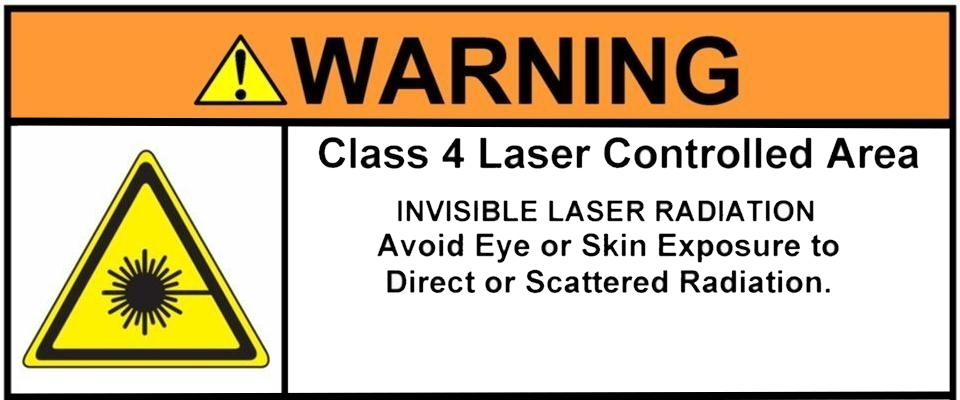 WARNING
Class 4 Laser Controlled Area
INVISIBLE LASER RADIATION
Avoid Eye or Skin Exposure to
Direct or Scattered Radiation.